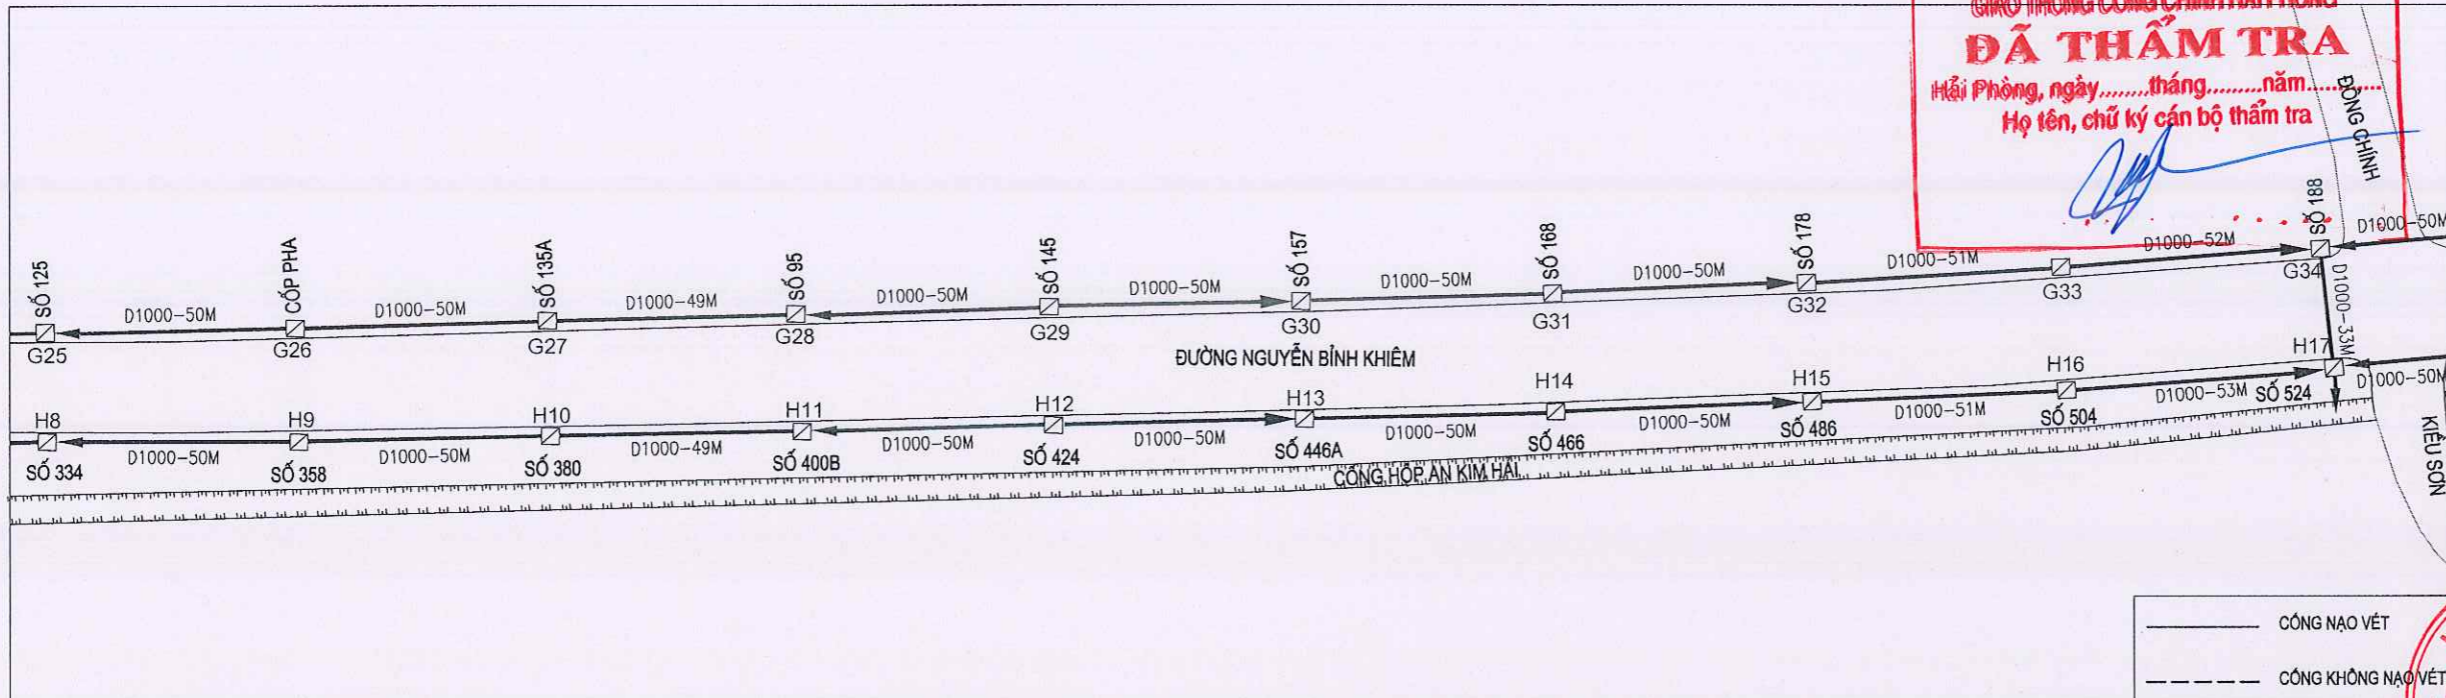 ĐÃ THẨM TRA
Hải Phòng, ngày........tháng.........năm............
Họ tên, chữ ký cán bộ thẩm tra
ĐÔNG CHÍNH
SỐ 125
CỐP PHA
SỐ 135A
SỐ 95
SỐ 145
SỐ 157
SỐ 168
SỐ 178
SỐ 188
D1000-50M
D1000-50M
D1000-49M
D1000-50M
D1000-50M
D1000-50M
D1000-50M
D1000-51M
D1000-52M
D1000-50M
G25
G26
G27
G28
G29
G30
G31
G32
G33
G34
D1000-33M
ĐƯỜNG NGUYỄN BỈNH KHIÊM
H8
H9
H10
H11
H12
H13
H14
H15
H16
H17
D1000-50M
D1000-50M
D1000-49M
D1000-50M
D1000-50M
D1000-50M
D1000-50M
D1000-51M
D1000-53M
D1000-50M
SỐ 334
SỐ 358
SỐ 380
SỐ 400B
SỐ 424
SỐ 446A
SỐ 466
SỐ 486
SỐ 504
SỐ 524
CỐNG HỘP AN KIM HẢI
KIỀU SƠN
CỐNG NẠO VÉT
CỐNG KHÔNG NẠO VÉT